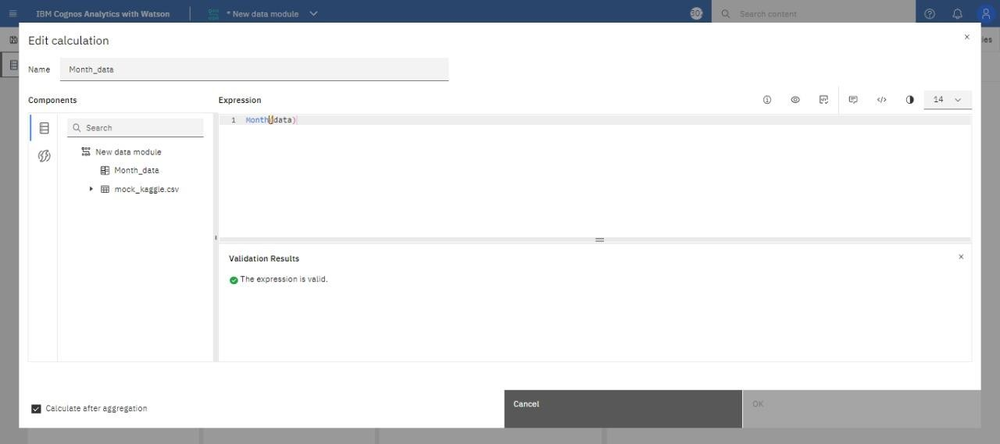 IBM Cognos Analytics with Watson
* New data module
30
Search content
ies
Edit calculation
Name
Month_data
Components
Expression
14
Search
1
Month(data)
New data module
Month_data
mock_kaggle.csv
Validation Results
The expression is valid.
Calculate after aggregation
Cancel
OK